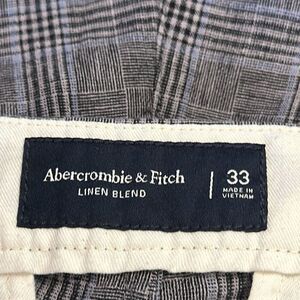 Abercrombie & Fitch
LINEN BLEND
33
MADE IN
VIETNAM